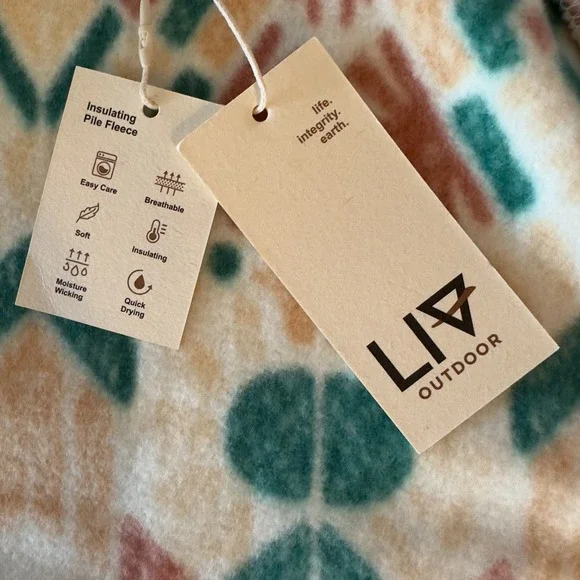 Insulating
Pile Fleece
Easy Care
Breathable
Soft
Insulating
Moisture
Wicking
Quick
Drying
life.
integrity.
earth.
LIV
OUTDOOR